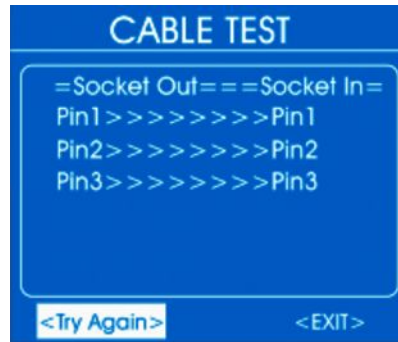 CABLE TEST
=Socket Out===Socket In=
Pin1>>>>>>>>Pin1
Pin2>>>>>>>>Pin2
Pin3>>>>>>>>Pin3
<Try Again> <EXIT>